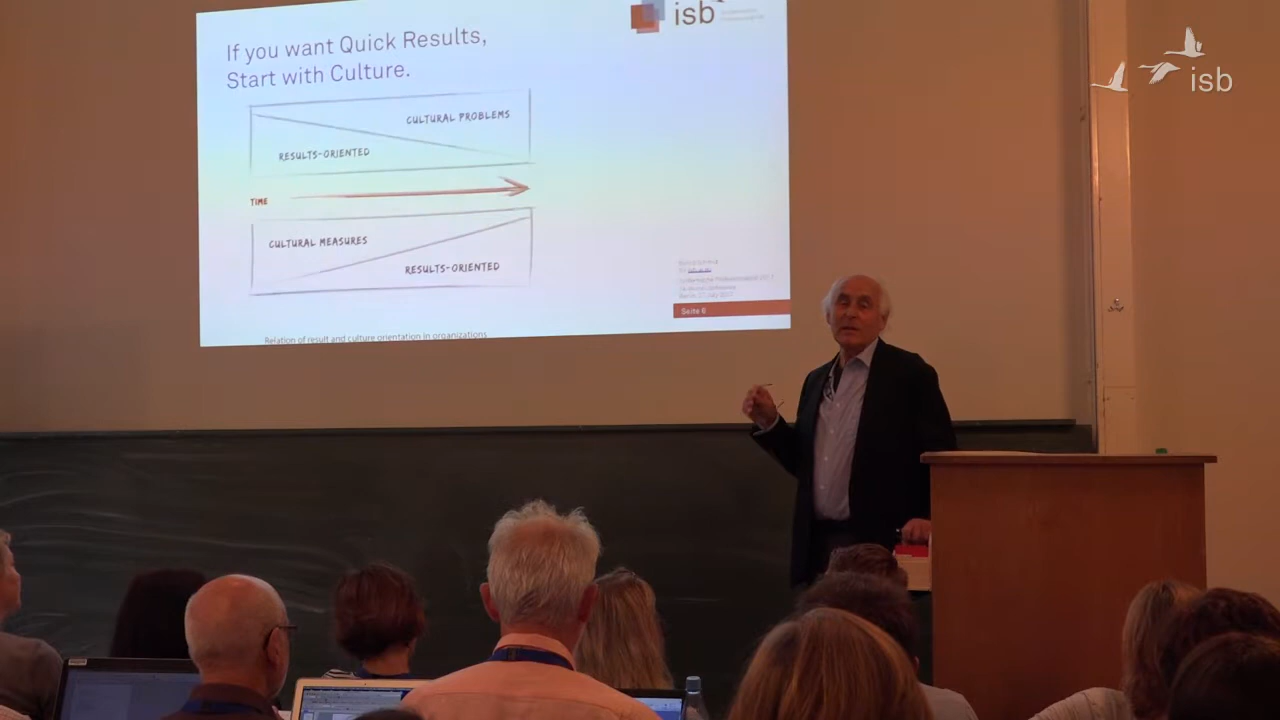 isb
If you want Quick Results,
Start with Culture.
CULTURAL PROBLEMS
RESULTS-ORIENTED
TIME
CULTURAL MEASURES
RESULTS-ORIENTED
Seite 6
Relation of result and culture orientation in organizations
isb